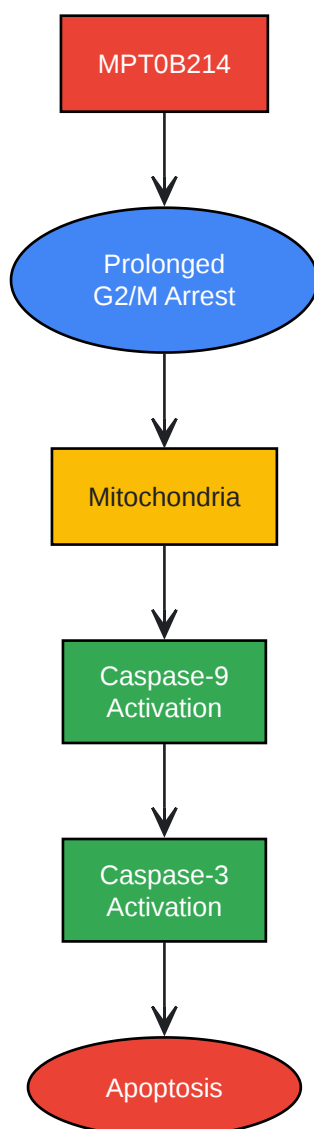 MPT0B214
Prolonged
G2/M Arrest
Mitochondria
Caspase-9
Activation
Caspase-3
Activation
Apoptosis